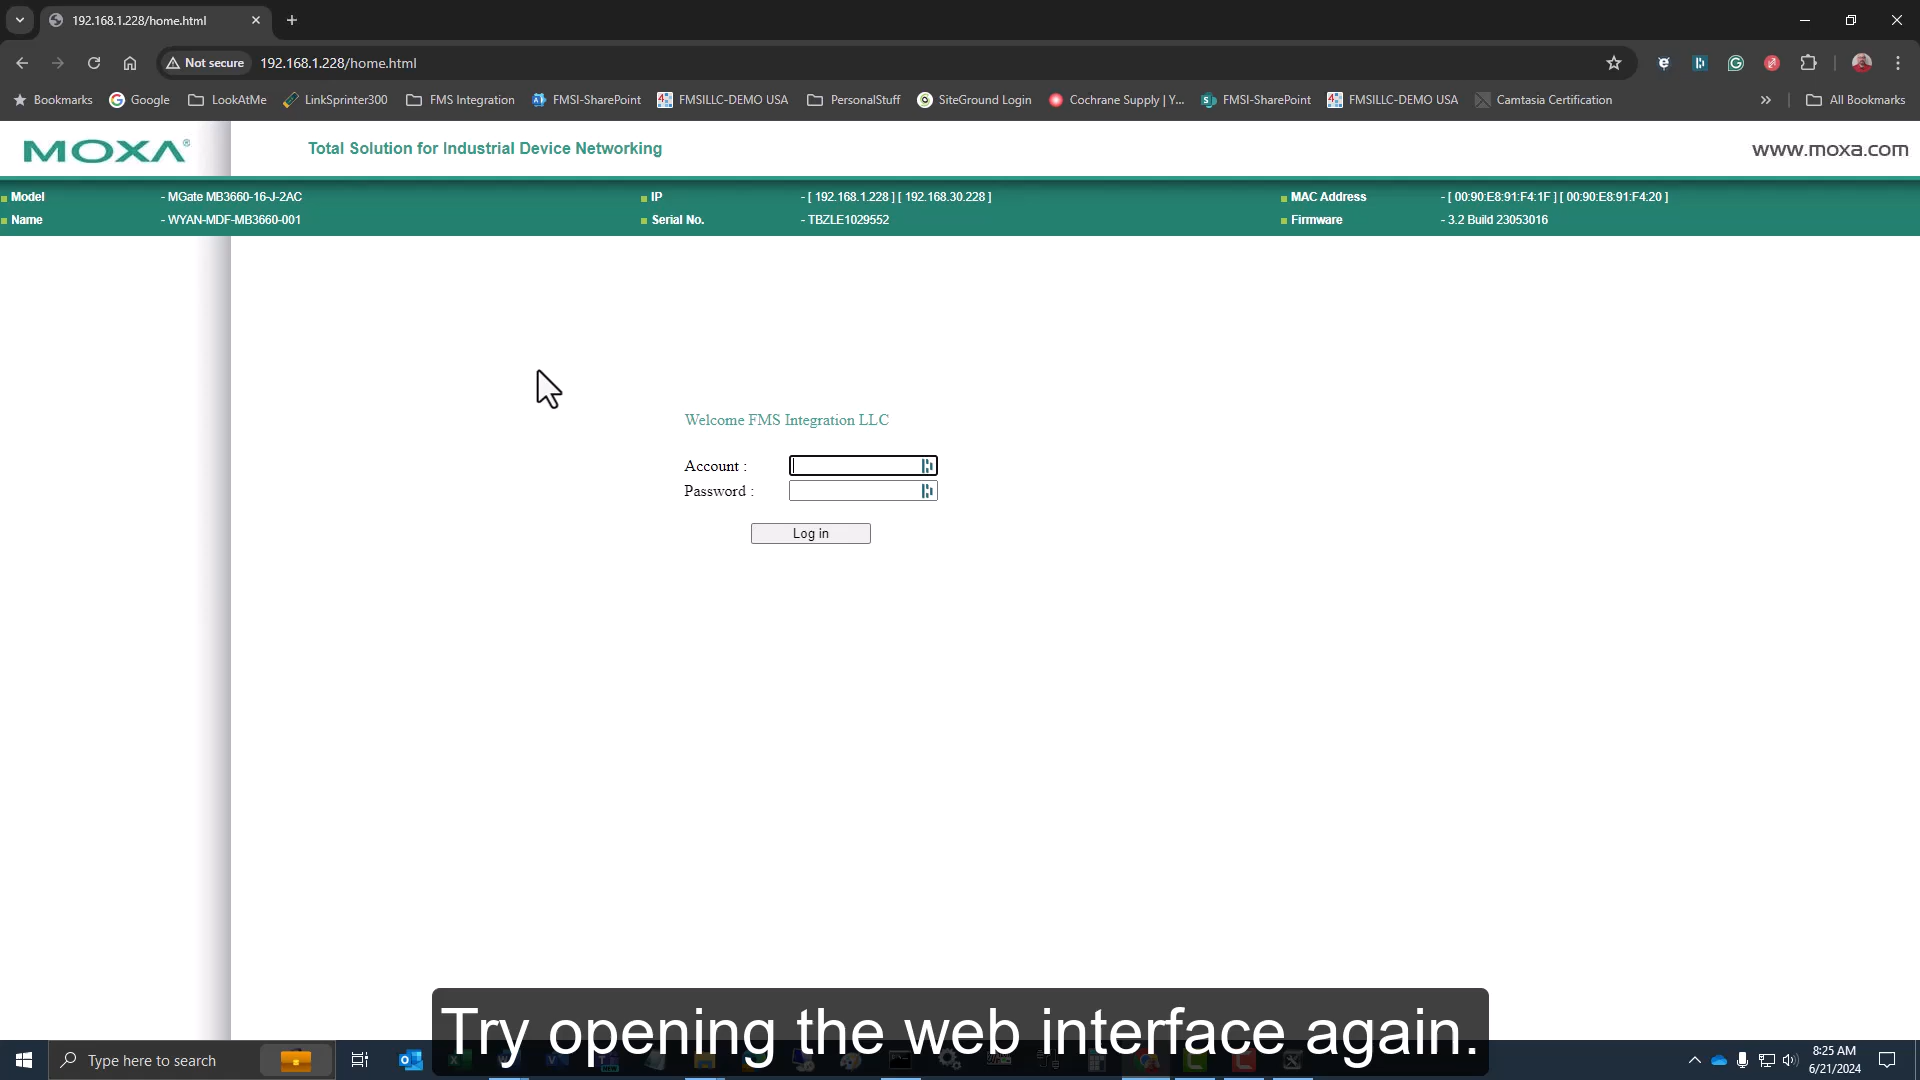 192.168.1.228/home.html
Not secure 192.168.1.228/home.html
Bookmarks Google LookAtMe LinkSprinter300 FMS Integration FMSI-SharePoint FMSILLC-DEMO USA PersonalStuff SiteGround Login Cochrane Supply | Y... FMSI-SharePoint FMSILLC-DEMO USA Camtasia Certification » All Bookmarks
MOXA® Total Solution for Industrial Device Networking www.moxa.com
Model - MGate MB3660-16-J-2AC IP - [ 192.168.1.228 ] [ 192.168.30.228 ] MAC Address - [ 00:90:E8:91:F4:1F ] [ 00:90:E8:91:F4:20 ]
Name - WYAN-MDF-MB3660-001 Serial No. - TBZLE1029552 Firmware - 3.2 Build 23053016
Welcome FMS Integration LLC
Account :
Password :
Log in
Try opening the web interface again.
Type here to search
8:25 AM
6/21/2024